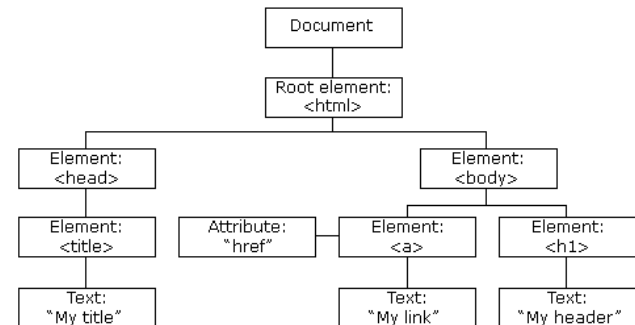 Document
Root element:
<html>
Element:
<head>
Element:
<body>
Element:
<title>
Attribute:
"href"
Element:
<a>
Element:
<h1>
Text:
"My title"
Text:
"My link"
Text:
"My header"